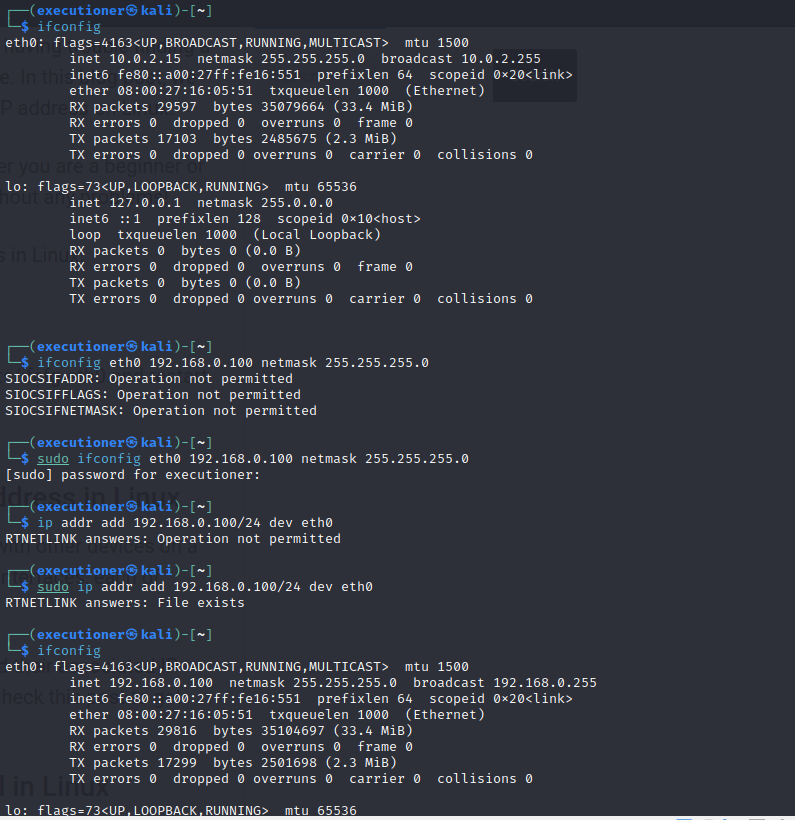 ┌──(executioner㉿kali)-[~]
└─$ ifconfig
eth0: flags=4163<UP,BROADCAST,RUNNING,MULTICAST>  mtu 1500
        inet 10.0.2.15  netmask 255.255.255.0  broadcast 10.0.2.255
        inet6 fe80::a00:27ff:fe16:551  prefixlen 64  scopeid 0×20<link>
        ether 08:00:27:16:05:51  txqueuelen 1000  (Ethernet)
        RX packets 29597  bytes 35079664 (33.4 MiB)
        RX errors 0  dropped 0  overruns 0  frame 0
        TX packets 17103  bytes 2485675 (2.3 MiB)
        TX errors 0  dropped 0 overruns 0  carrier 0  collisions 0

lo: flags=73<UP,LOOPBACK,RUNNING>  mtu 65536
        inet 127.0.0.1  netmask 255.0.0.0
        inet6 ::1  prefixlen 128  scopeid 0×10<host>
        loop  txqueuelen 1000  (Local Loopback)
        RX packets 0  bytes 0 (0.0 B)
        RX errors 0  dropped 0  overruns 0  frame 0
        TX packets 0  bytes 0 (0.0 B)
        TX errors 0  dropped 0 overruns 0  carrier 0  collisions 0

┌──(executioner㉿kali)-[~]
└─$ ifconfig eth0 192.168.0.100 netmask 255.255.255.0
SIOCSIFADDR: Operation not permitted
SIOCSIFFLAGS: Operation not permitted
SIOCSIFNETMASK: Operation not permitted

┌──(executioner㉿kali)-[~]
└─$ sudo ifconfig eth0 192.168.0.100 netmask 255.255.255.0
[sudo] password for executioner:

┌──(executioner㉿kali)-[~]
└─$ ip addr add 192.168.0.100/24 dev eth0
RTNETLINK answers: Operation not permitted

┌──(executioner㉿kali)-[~]
└─$ sudo ip addr add 192.168.0.100/24 dev eth0
RTNETLINK answers: File exists

┌──(executioner㉿kali)-[~]
└─$ ifconfig
eth0: flags=4163<UP,BROADCAST,RUNNING,MULTICAST>  mtu 1500
        inet 192.168.0.100  netmask 255.255.255.0  broadcast 192.168.0.255
        inet6 fe80::a00:27ff:fe16:551  prefixlen 64  scopeid 0×20<link>
        ether 08:00:27:16:05:51  txqueuelen 1000  (Ethernet)
        RX packets 29816  bytes 35104697 (33.4 MiB)
        RX errors 0  dropped 0  overruns 0  frame 0
        TX packets 17299  bytes 2501698 (2.3 MiB)
        TX errors 0  dropped 0 overruns 0  carrier 0  collisions 0

lo: flags=73<UP,LOOPBACK,RUNNING>  mtu 65536